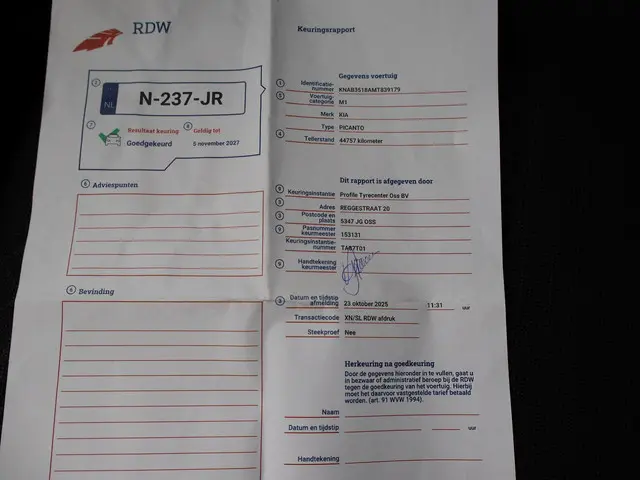 RDW
Keuringsrapport
NL
N-237-JR
Resultaat keuring
Goedgekeurd
Geldig tot
5 november 2027
Adviespunten
Bevinding
Gegevens voertuig
Identificatie-
nummer KNAB3518AMT839179
Voertuig-
categorie M1
Merk KIA
Type PICANTO
Tellerstand 44757 kilometer
Dit rapport is afgegeven door
Keuringsinstantie Profile Tyrecenter Oss BV
Adres REGGESTRAAT 20
Postcode en
plaats 5347 JG OSS
Pasnummer
keurmeester 153131
Keuringsinstantie-
nummer TA87T01
Handtekening
keurmeester
Datum en tijdstip
afmelding 23 oktober 2025 11:31 uur
Transactiecode XN/SL RDW afdruk
Steekproef Nee
Herkeuring na goedkeuring
Door de gegevens hieronder in te vullen, gaat u
in bezwaar of administratief beroep bij de RDW
tegen de goedkeuring van het voertuig. Hierbij
moet het daarvoor vastgestelde tarief betaald
worden. (art. 91 WVW 1994).
Naam
Datum en tijdstip uur
Handtekening